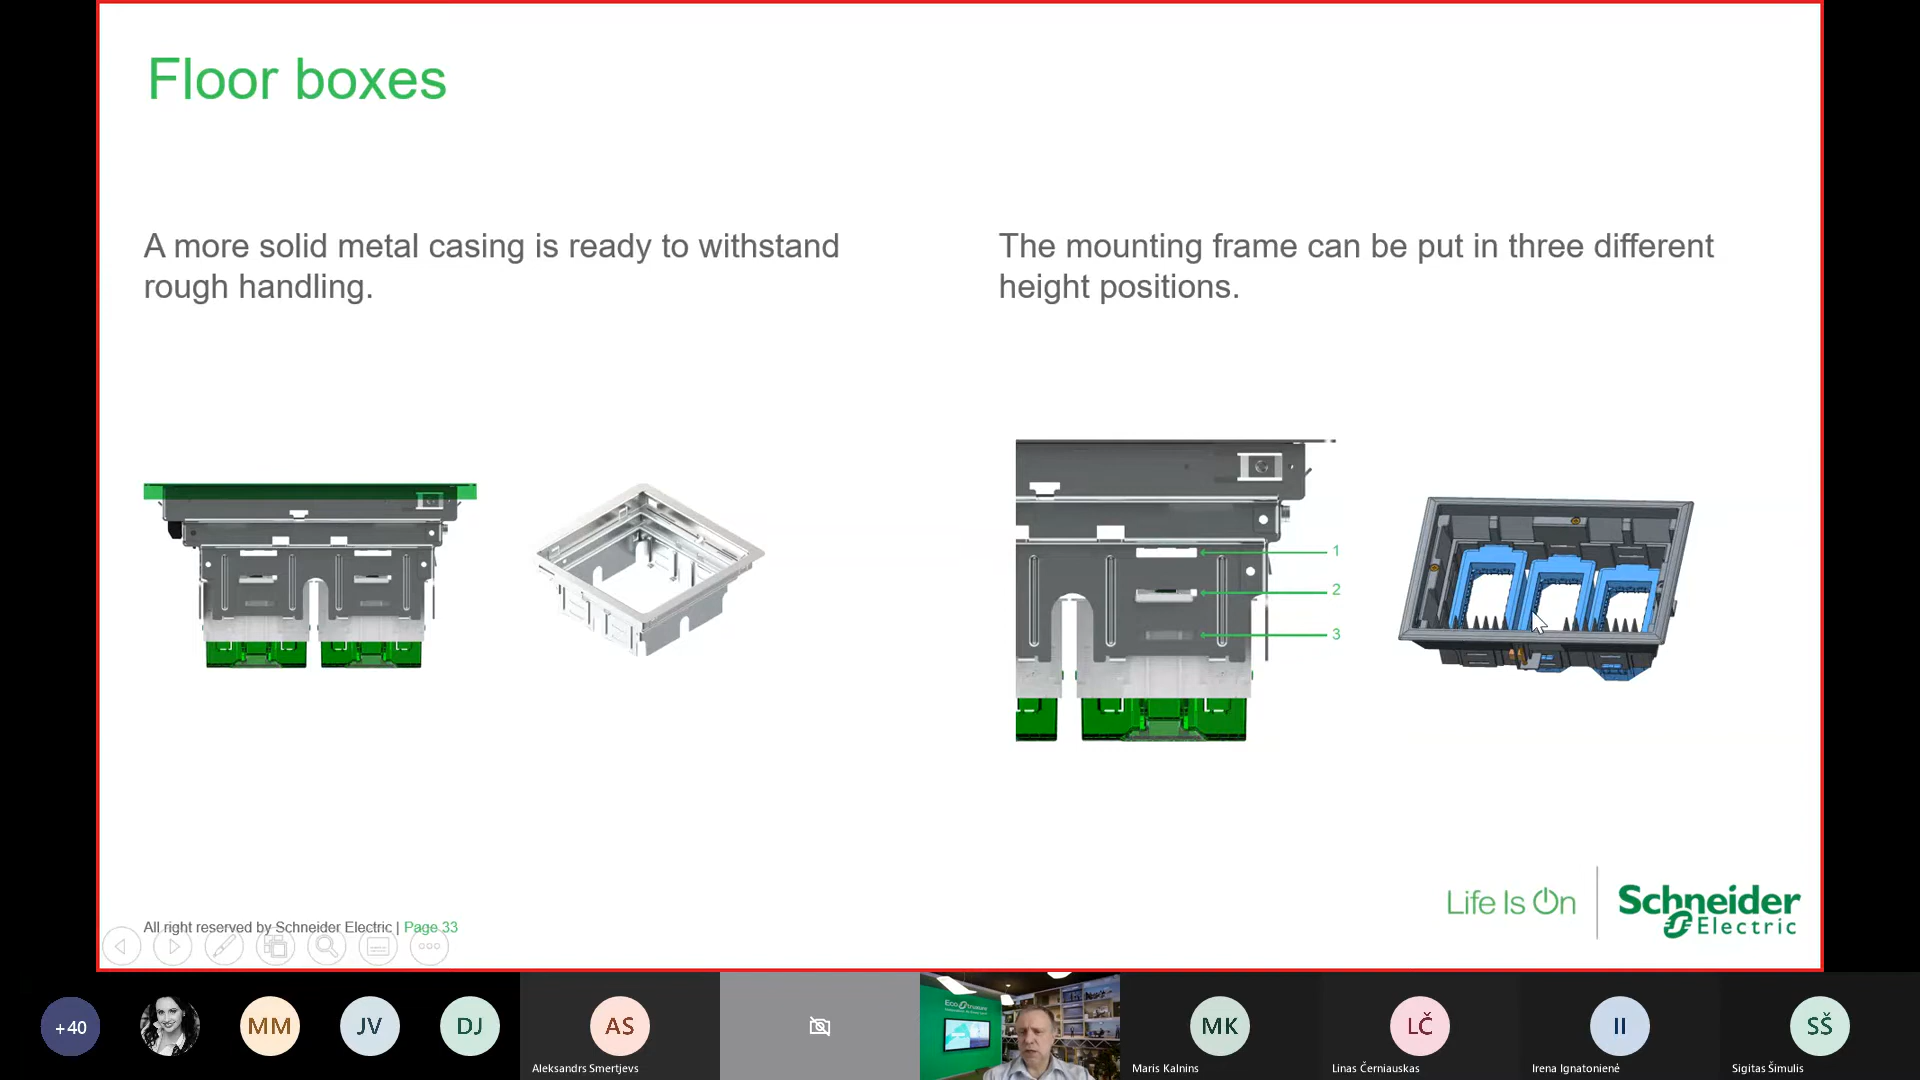 Floor boxes
A more solid metal casing is ready to withstand
rough handling.
The mounting frame can be put in three different
height positions.
1
2
3
Life Is On
Schneider
Electric
All right reserved by Schneider Electric | Page 33
+40
MM
JV
DJ
AS
Aleksandrs Smertjevs
MK
Maris Kalnins
LČ
Linas Černiauskas
II
Irena Ignatonienė
SŠ
Sigitas Šimulis